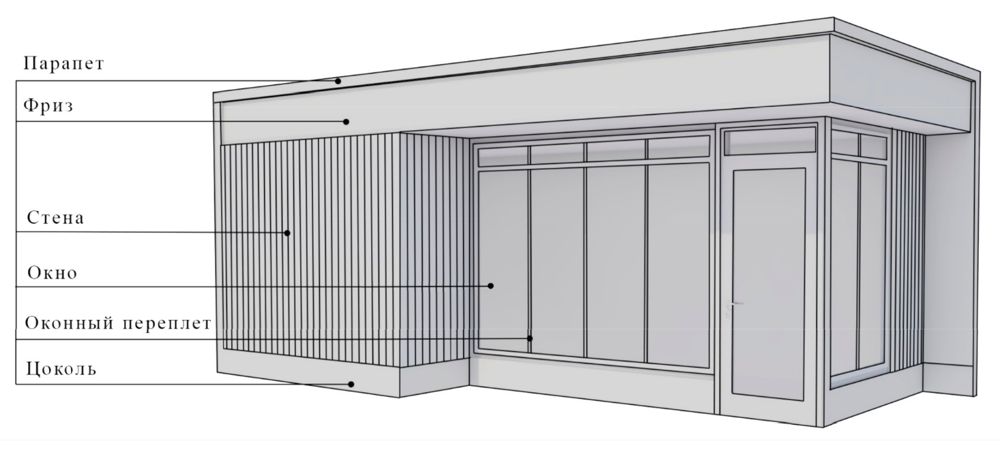 Парапет
Фриз
Стена
Окно
Оконный переплет
Цоколь